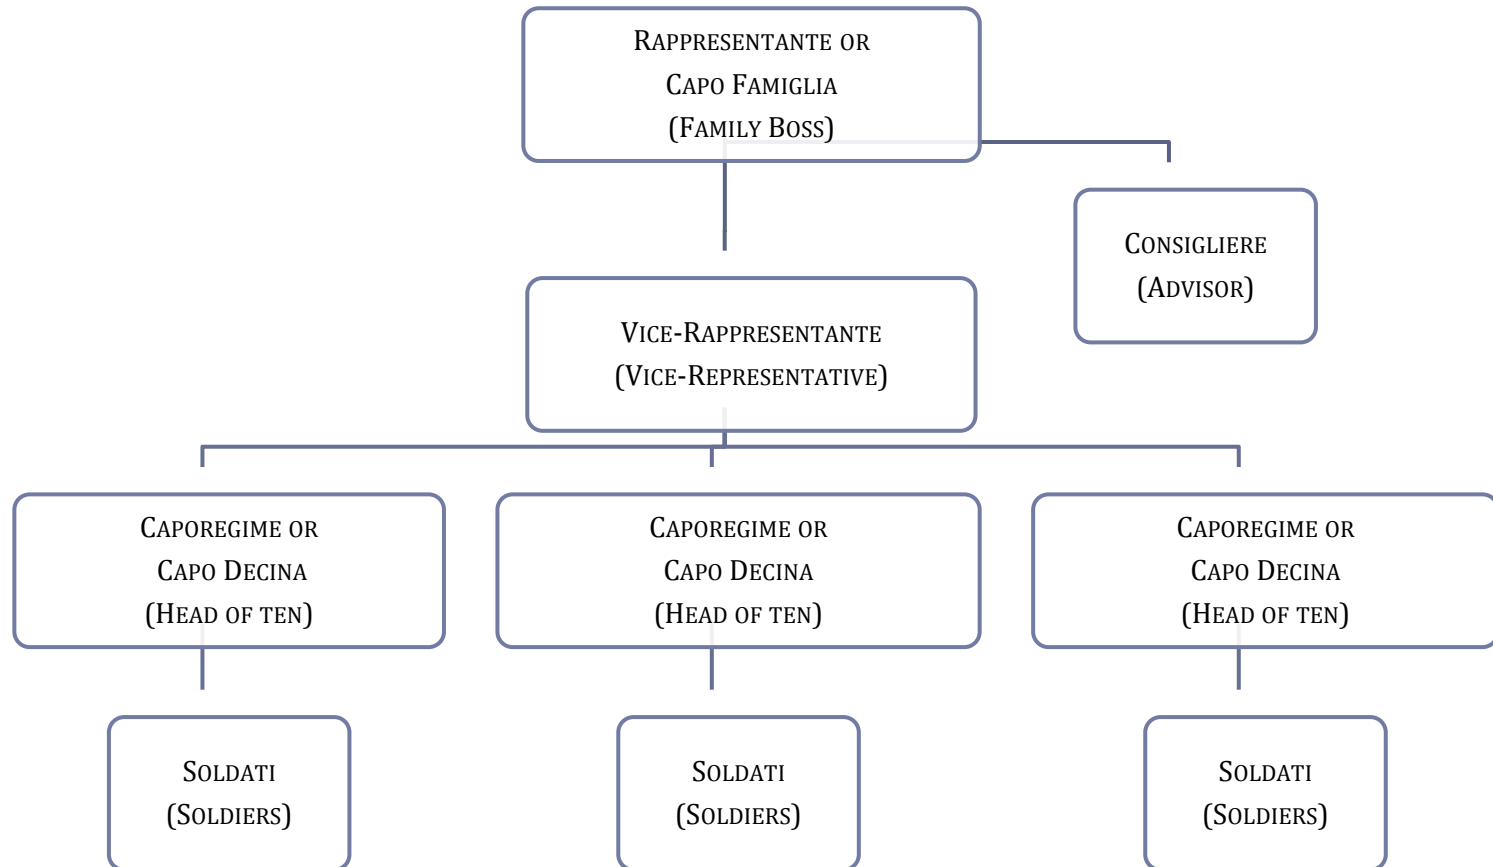 RAPPRESENTANTE OR
CAPO FAMIGLIA
(FAMILY BOSS)
CONSIGLIERE
(ADVISOR)
VICE-RAPPRESENTANTE
(VICE-REPRESENTATIVE)
CAPOREGIME OR
CAPO DECINA
(HEAD OF TEN)
CAPOREGIME OR
CAPO DECINA
(HEAD OF TEN)
CAPOREGIME OR
CAPO DECINA
(HEAD OF TEN)
SOLDATI
(SOLDIERS)
SOLDATI
(SOLDIERS)
SOLDATI
(SOLDIERS)